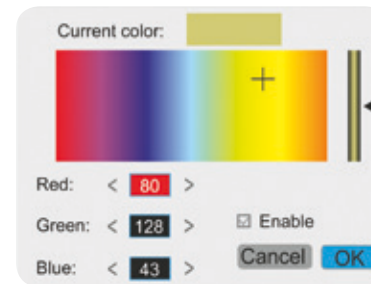 Current color:
Red: < 80 >
Green: < 128 >
Enable
Blue: < 43 >
Cancel OK